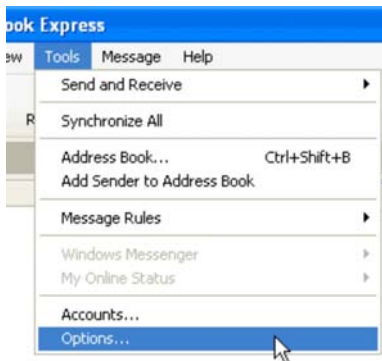 ook Express
ew Tools Message Help
Send and Receive
R
Synchronize All
Address Book... Ctrl+Shift+B
Add Sender to Address Book
Message Rules
Windows Messenger
My Online Status
Accounts...
Options...